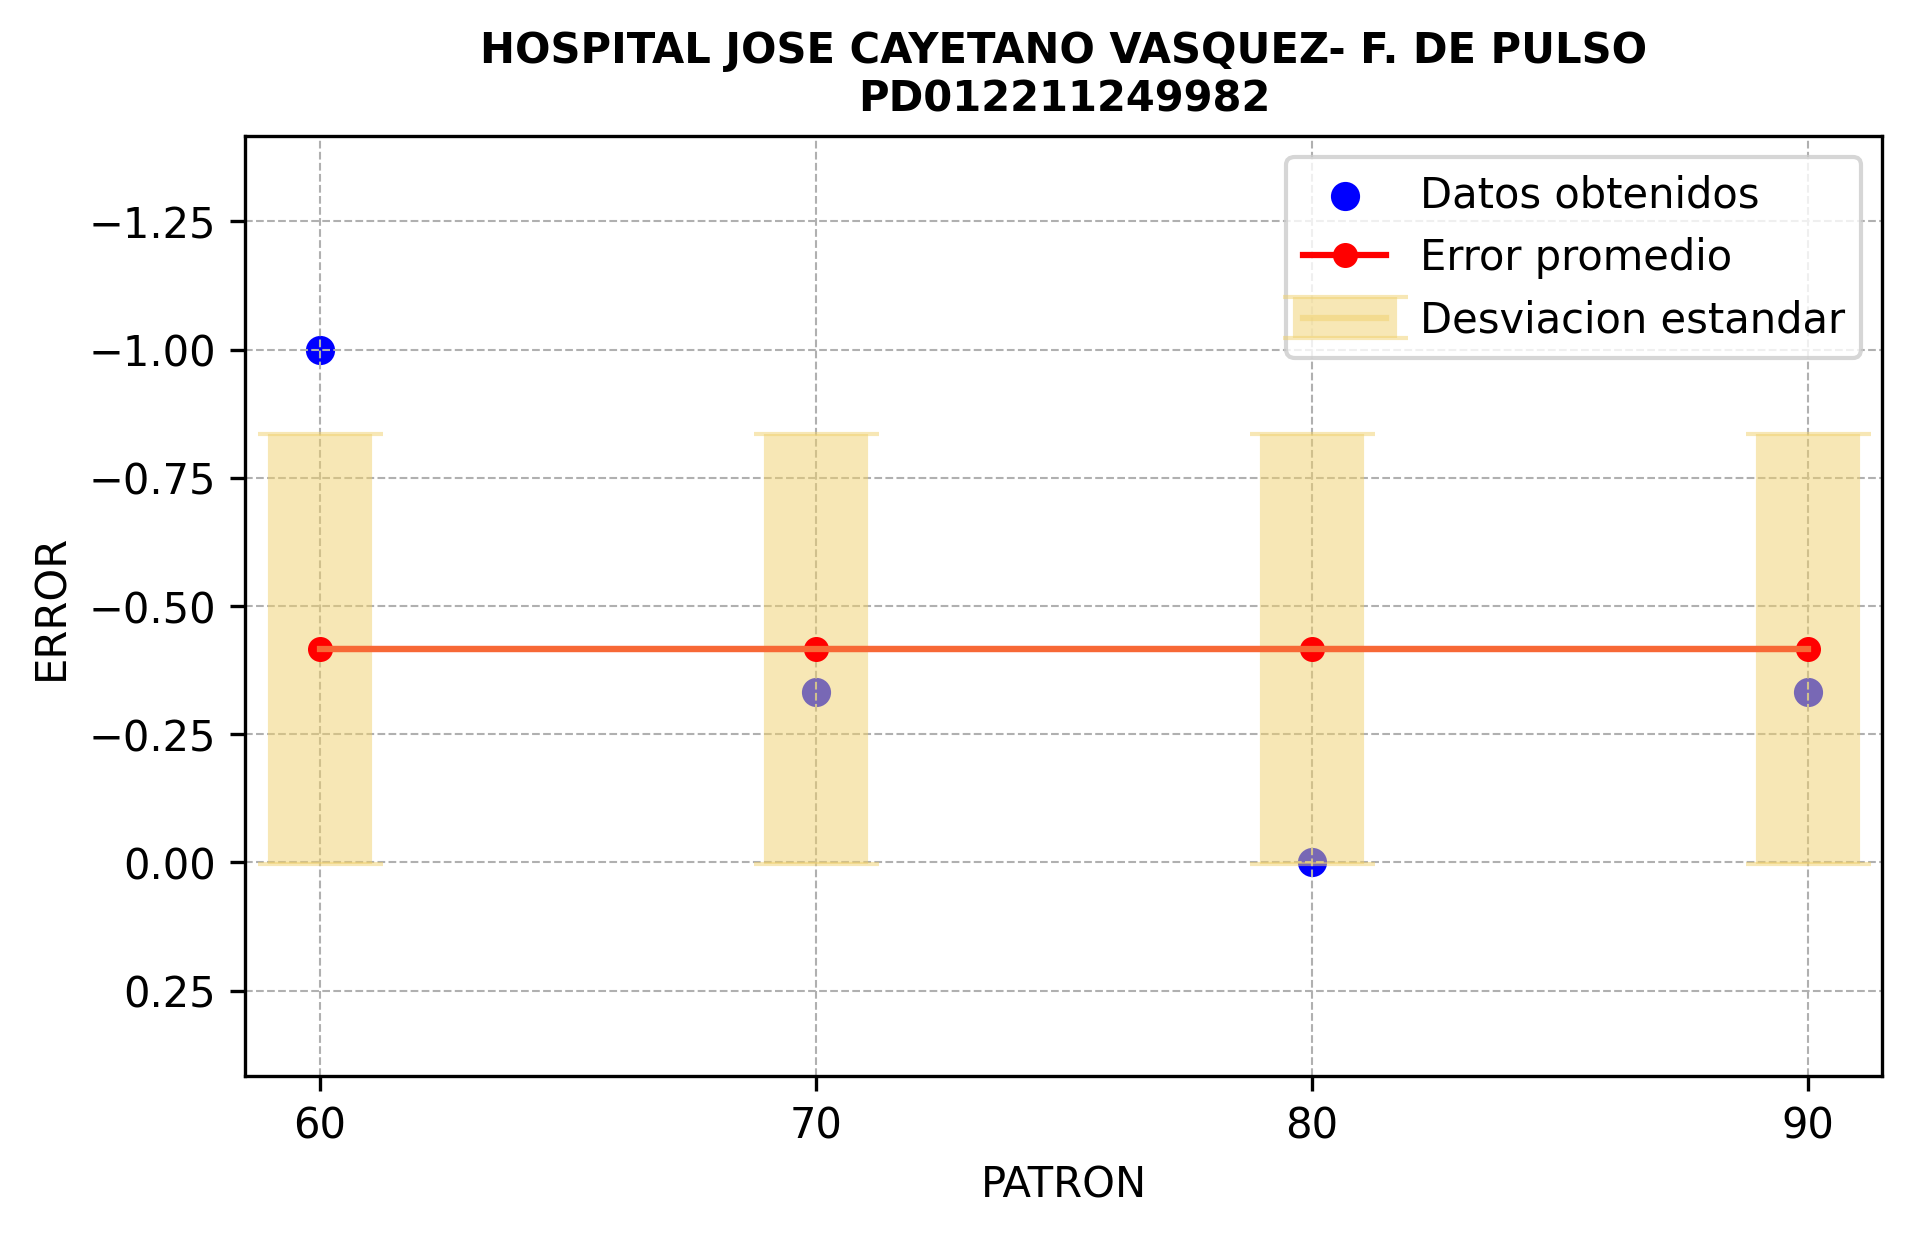 HOSPITAL JOSE CAYETANO VASQUEZ- F. DE PULSO
PD012211249982
Datos obtenidos
Error promedio
Desviacion estandar
ERROR
−1.25
−1.00
−0.75
−0.50
−0.25
0.00
0.25
60 70 80 90
PATRON